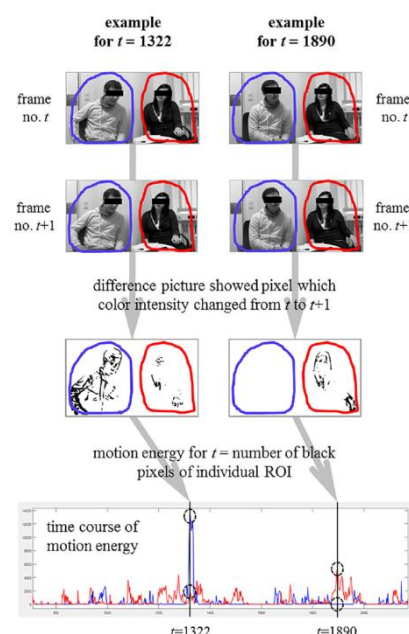 example
for t = 1322
example
for t = 1890
frame
no. t
frame
no. t
frame
no. t+1
frame
no. t+
difference picture showed pixel which
color intensity changed from t to t+1
motion energy for t = number of black
pixels of individual ROI
time course of
motion energy
t=1322
t=1890